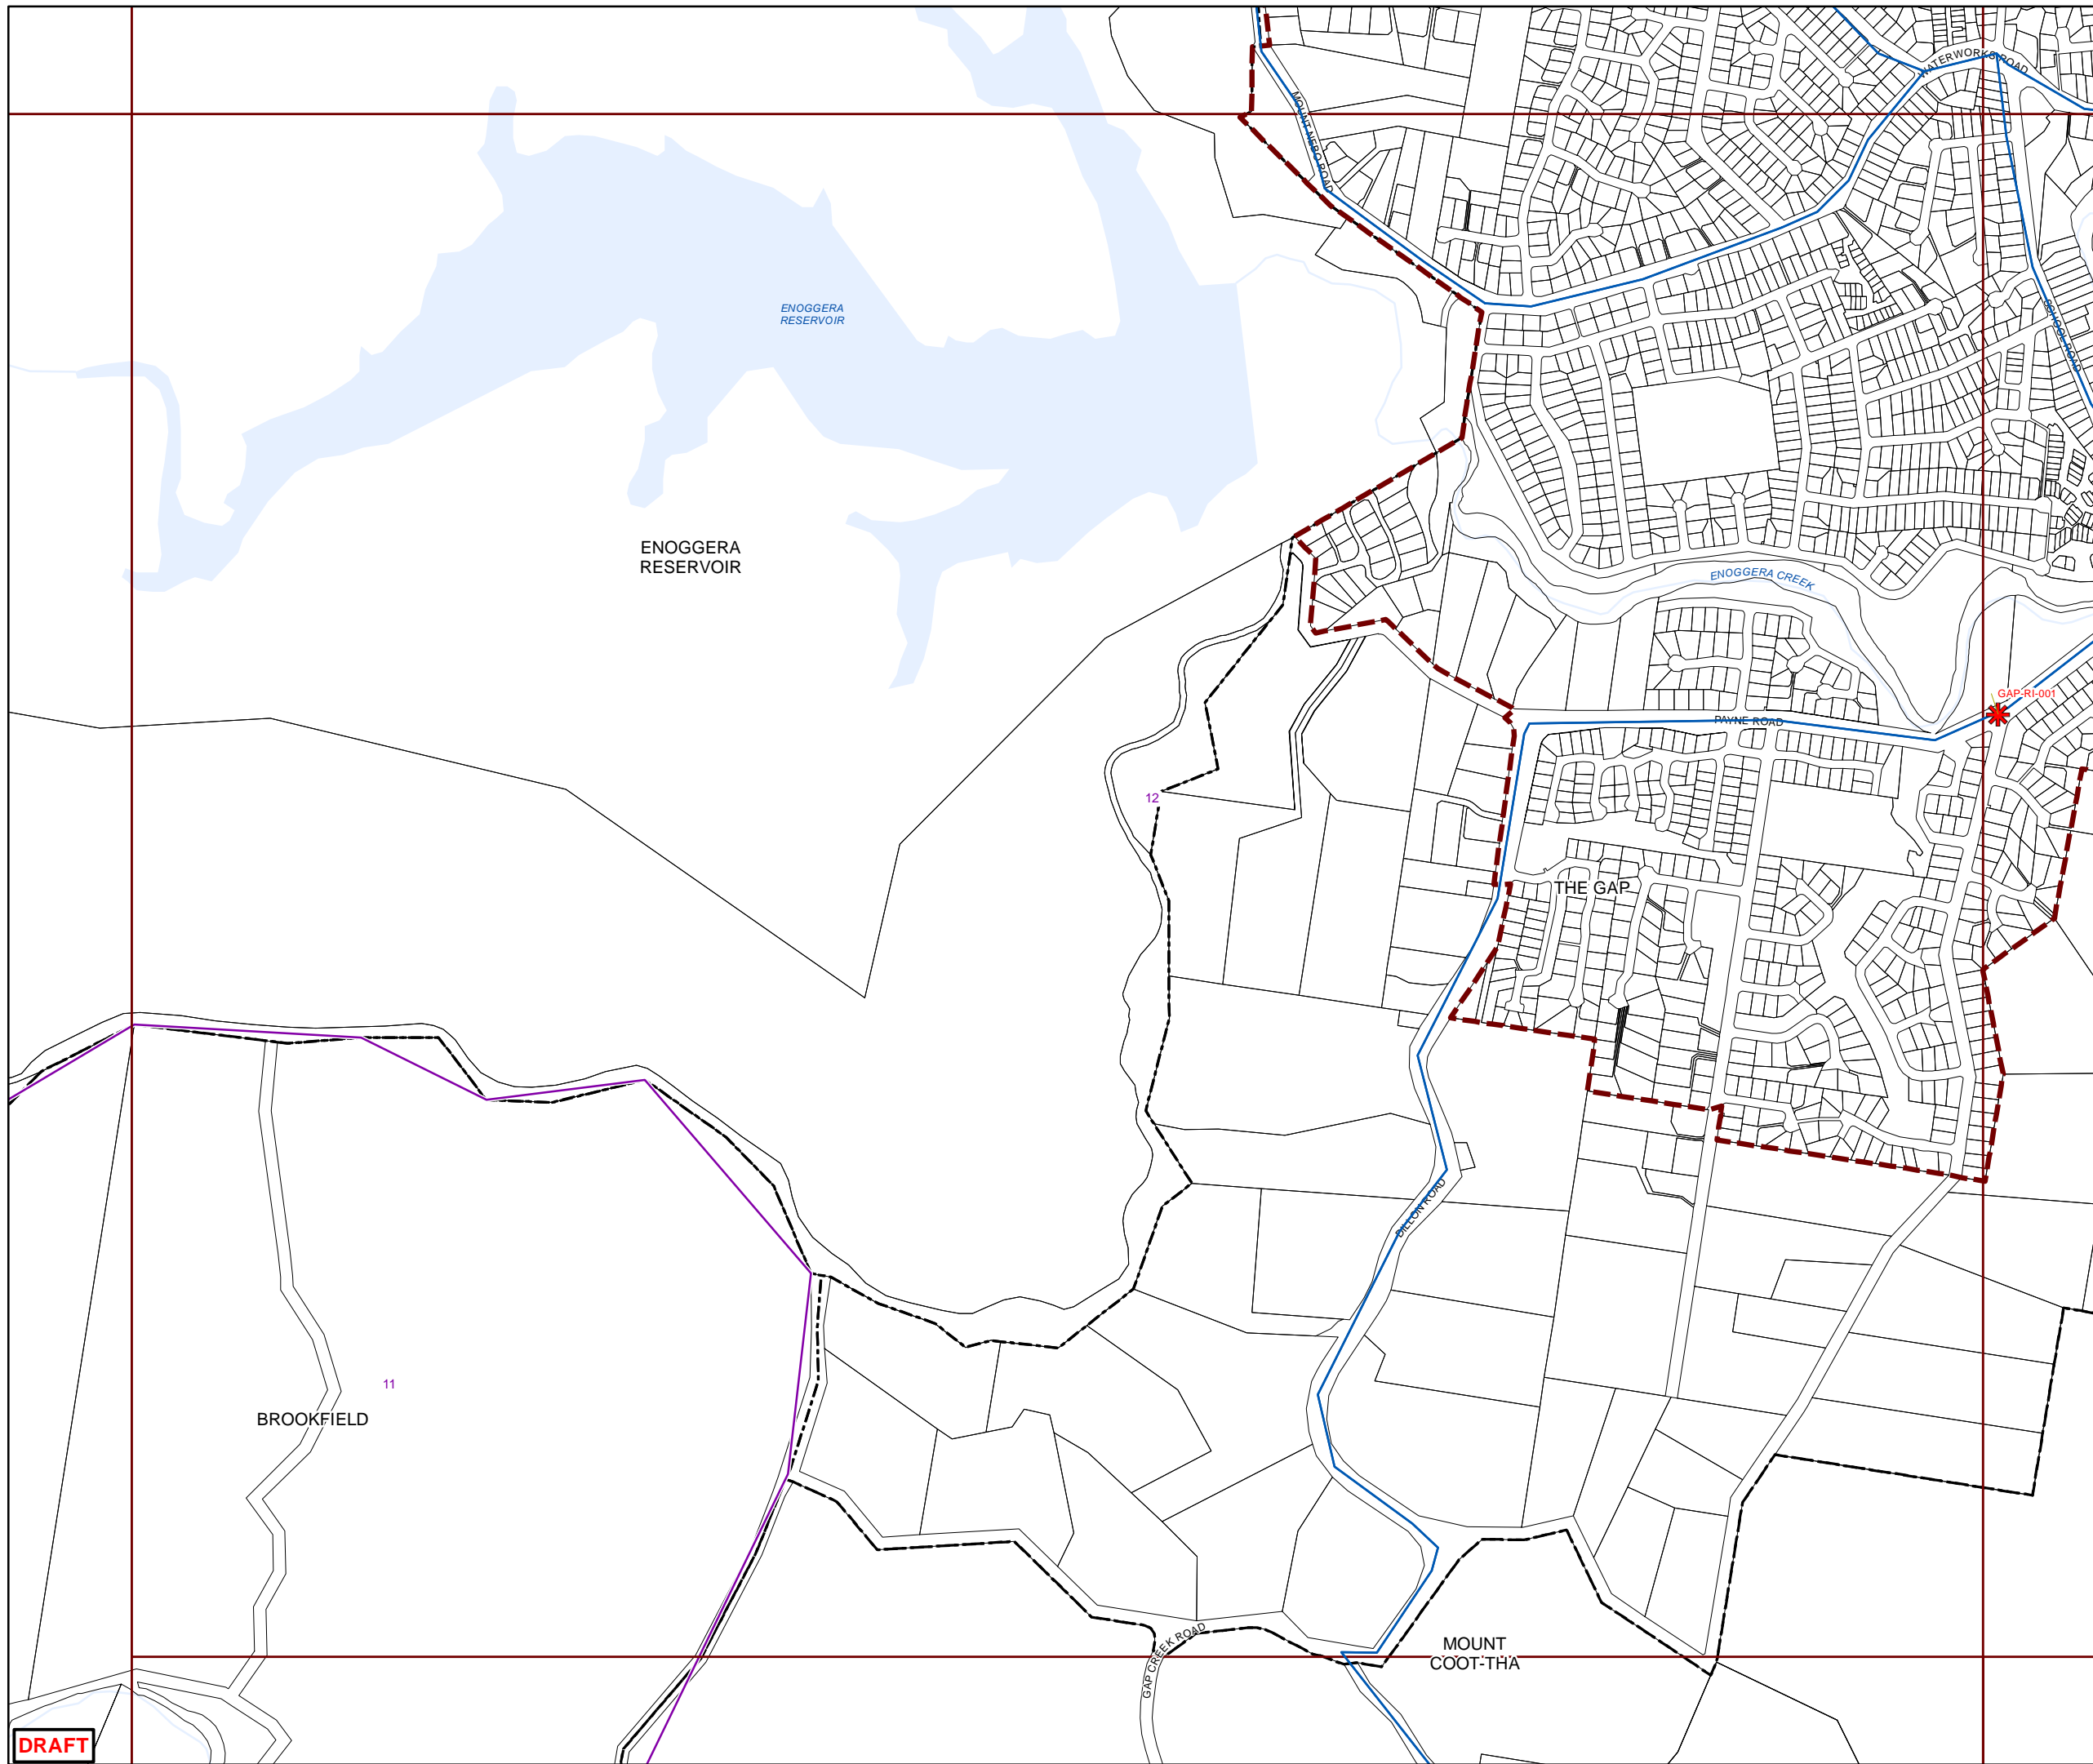 WATERWORKS ROAD
MOUNT NEBO ROAD
ENOGGERA
RESERVOIR
SCHOOL ROAD
ENOGGERA
RESERVOIR
ENOGGERA CREEK
GAP-RI-001
PAYNE ROAD
12
THE GAP
DILLON ROAD
11
BROOKFIELD
GAP CREEK ROAD
MOUNT
COOT-THA
DRAFT